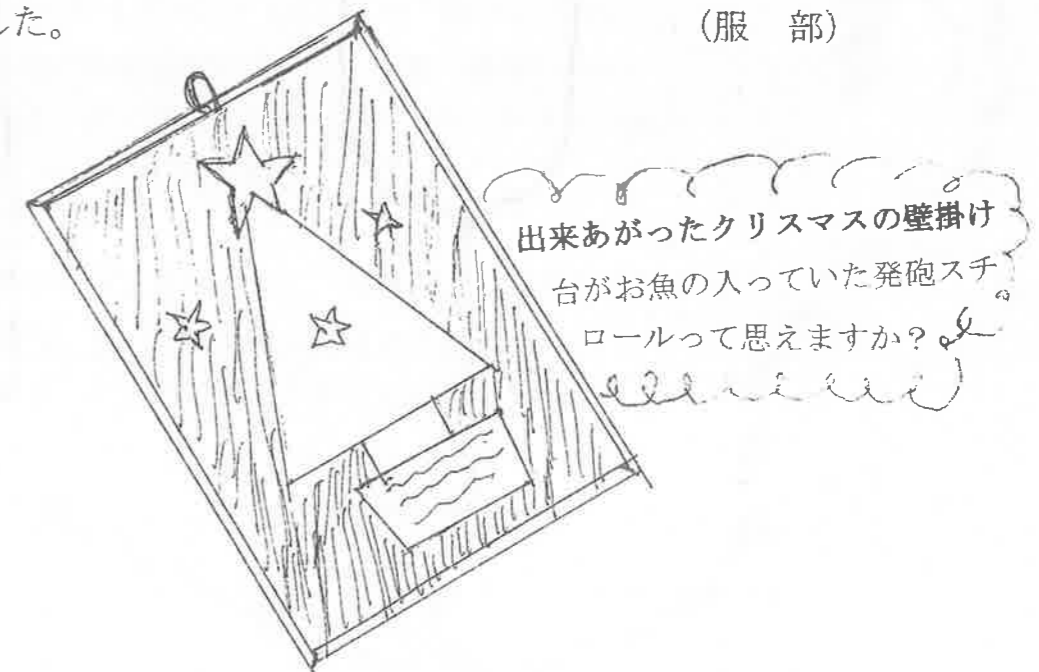 した。
(服 部)
出来あがったクリスマスの壁掛け
台がお魚の入っていた発砲スチ
ロールって思えますか?